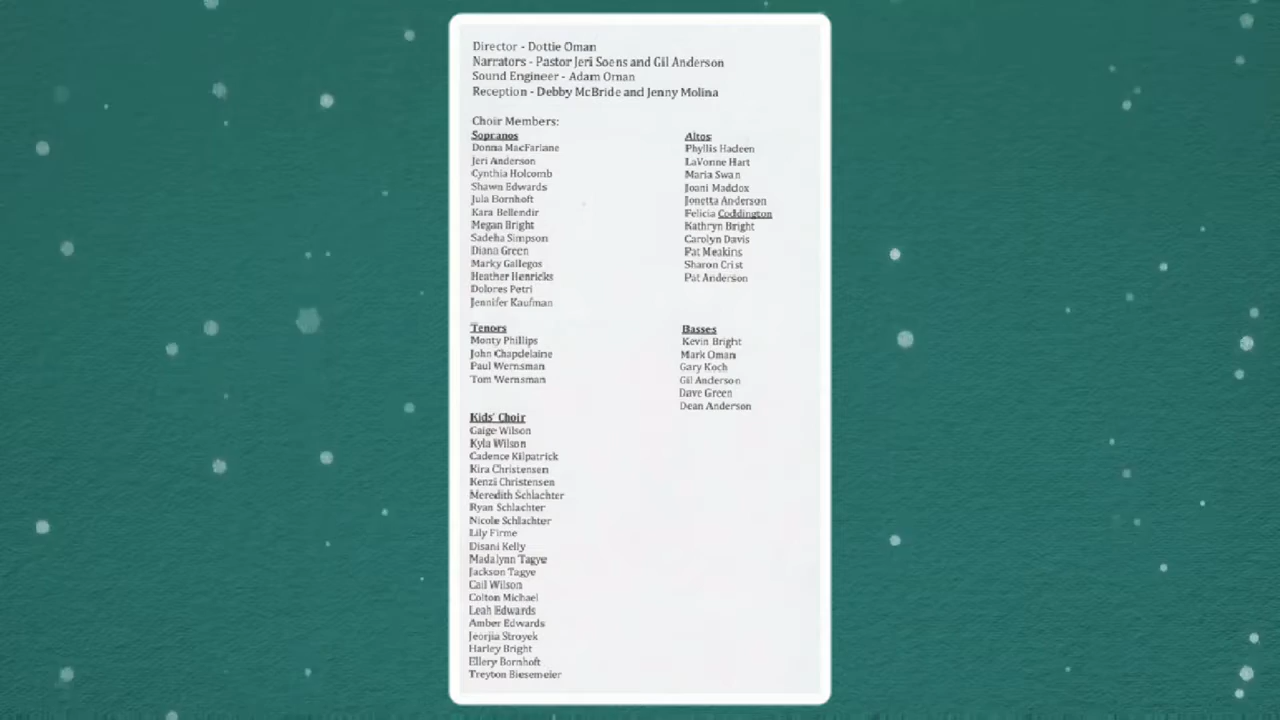 Director - Dottie Oman
Narrators - Pastor Jeri Soens and Gil Anderson
Sound Engineer - Adam Oman
Reception - Debby McBride and Jenny Molina
Choir Members:
Sopranos
Donna MacFarlane
Jeri Anderson
Cynthia Holcomb
Shawn Edwards
Jula Bornhoft
Kara Bellendir
Megan Bright
Sadeha Simpson
Diana Green
Marky Gallegos
Heather Henricks
Dolores Petri
Jennifer Kaufman
Altos
Phyllis Hadeen
LaVonne Hart
Maria Swan
Joani Maddox
Jonetta Anderson
Felicia Coddington
Kathryn Bright
Carolyn Davis
Pat Meakins
Sharon Crist
Pat Anderson
Tenors
Monty Phillips
John Chapdelaine
Paul Wernsman
Tom Wernsman
Basses
Kevin Bright
Mark Oman
Gary Koch
Gil Anderson
Dave Green
Dean Anderson
Kids' Choir
Gaige Wilson
Kyla Wilson
Cadence Kilpatrick
Kira Christensen
Kenzi Christensen
Meredith Schlachter
Ryan Schlachter
Nicole Schlachter
Lily Firme
Disani Kelly
Madalynn Tagye
Jackson Tagye
Cail Wilson
Colton Michael
Leah Edwards
Amber Edwards
Jeorjia Stroyek
Harley Bright
Ellery Bornhoft
Treyton Biesemeier